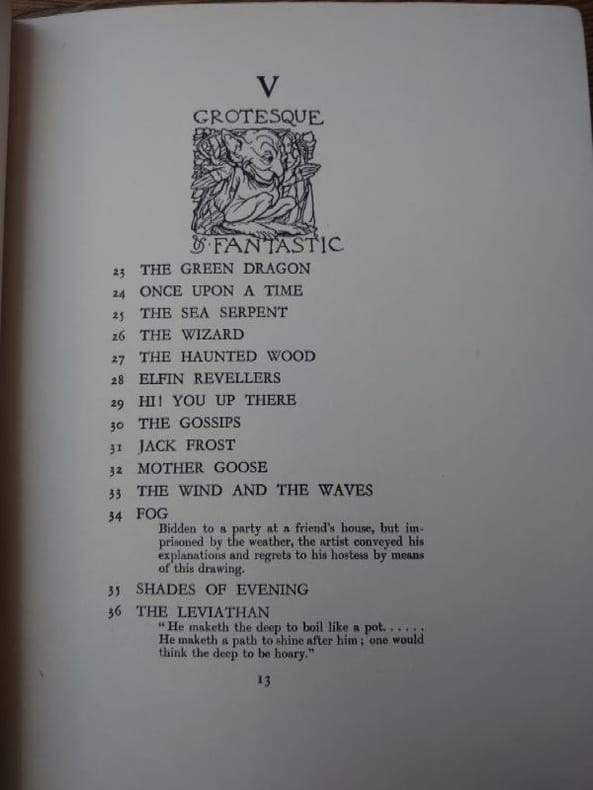 V
GROTESQUE
& FANTASTIC
23 THE GREEN DRAGON
24 ONCE UPON A TIME
25 THE SEA SERPENT
26 THE WIZARD
27 THE HAUNTED WOOD
28 ELFIN REVELLERS
29 HI! YOU UP THERE
30 THE GOSSIPS
31 JACK FROST
32 MOTHER GOOSE
33 THE WIND AND THE WAVES
34 FOG
Bidden to a party at a friend's house, but im-
prisoned by the weather, the artist conveyed his
explanations and regrets to his hostess by means
of this drawing.
35 SHADES OF EVENING
36 THE LEVIATHAN
"He maketh the deep to boil like a pot......
He maketh a path to shine after him; one would
think the deep to be hoary."
13